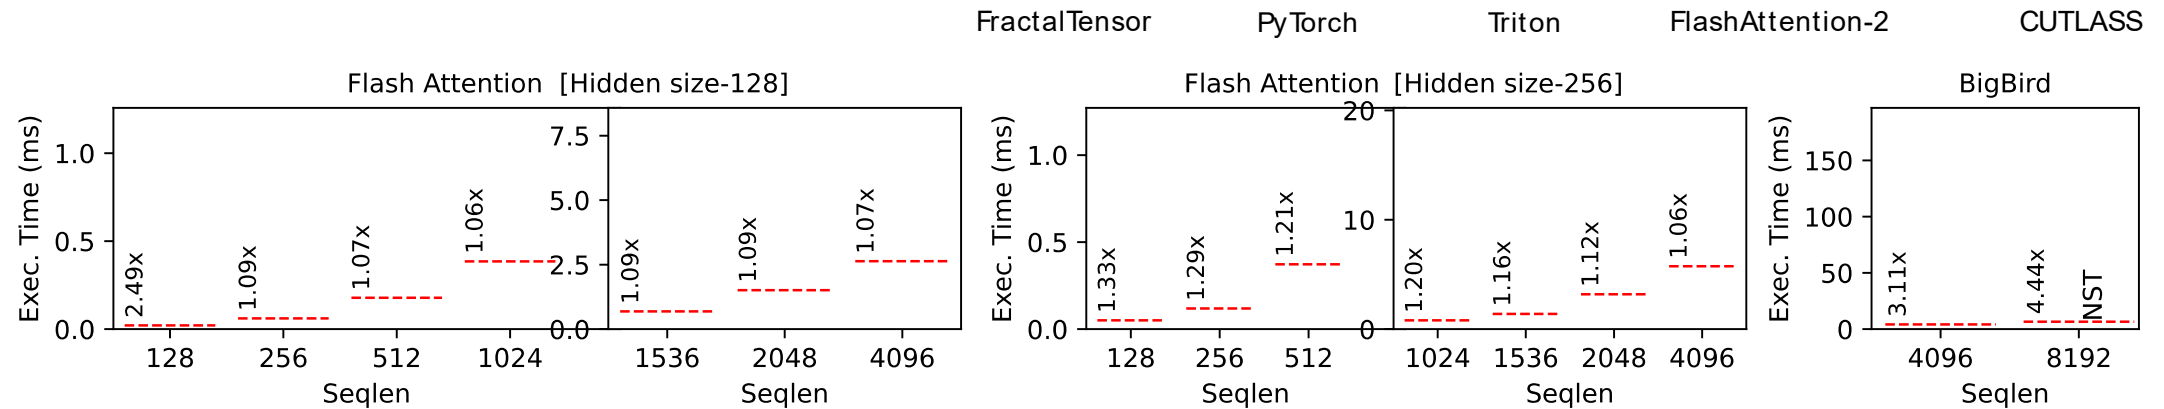 FractalTensor PyTorch Triton FlashAttention-2 CUTLASS
Flash Attention [Hidden size-128]
Exec. Time (ms)
1.0
0.5
0.0
2.49x
1.09x
1.07x
1.06x
128 256 512 1024
Seqlen
7.5
5.0
2.5
0.0
1.09x
1.09x
1.07x
1536 2048 4096
Seqlen
Flash Attention [Hidden size-256]
Exec. Time (ms)
1.0
0.5
0.0
1.33x
1.29x
1.21x
128 256 512
Seqlen
20
10
0
1.20x
1.16x
1.12x
1.06x
1024 1536 2048 4096
Seqlen
BigBird
Exec. Time (ms)
150
100
50
0
3.11x
4.44x
NST
4096 8192
Seqlen